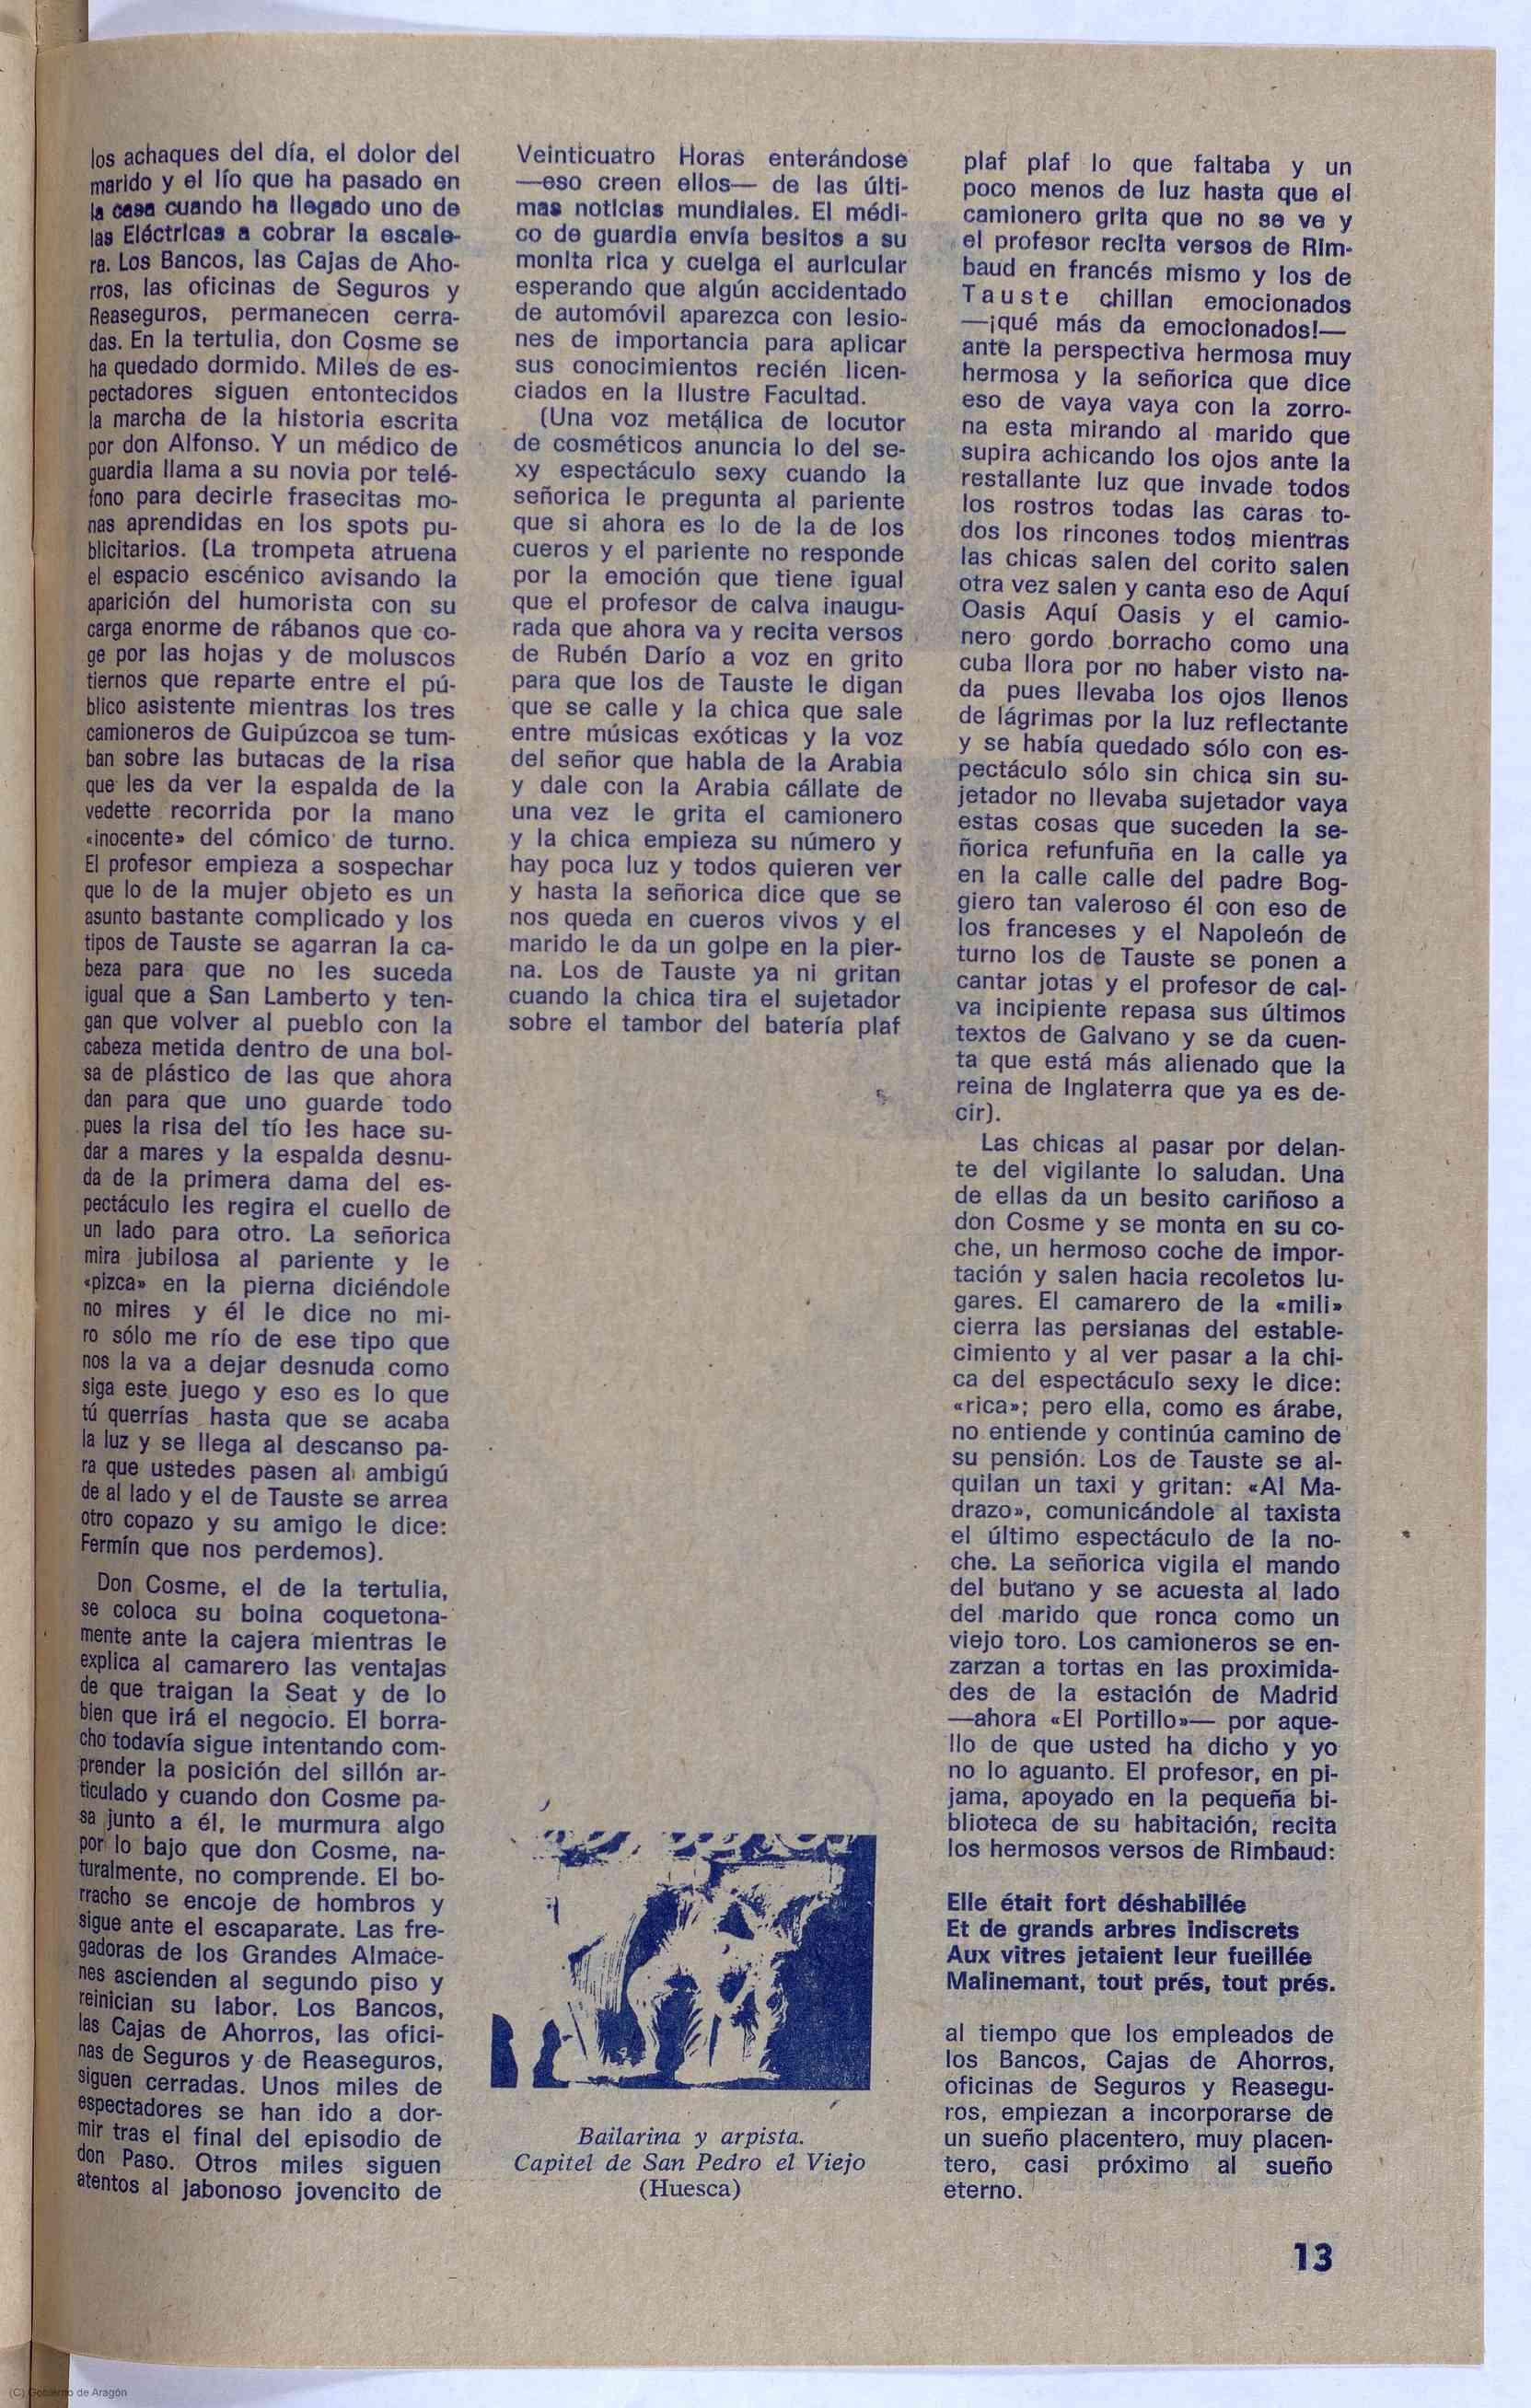 los achaques del día, el dolor del
marido y el lío que ha pasado en
la casa cuando ha llegado uno de
las Eléctricas a cobrar la escale-
ra. Los Bancos, las Cajas de Aho-
rros, las oficinas de Seguros y
Reaseguros, permanecen cerra-
das. En la tertulia, don Cosme se
ha quedado dormido. Miles de es-
pectadores siguen entontecidos
la marcha de la historia escrita
por don Alfonso. Y un médico de
guardia llama a su novia por telé-
fono para decirle frasecitas mo-
nas aprendidas en los spots pu-
blicitarios. (La trompeta atruena
el espacio escénico avisando la
aparición del humorista con su
carga enorme de rábanos que co-
ge por las hojas y de moluscos
tiernos que reparte entre el pú-
blico asistente mientras los tres
camioneros de Guipúzcoa se tum-
ban sobre las butacas de la risa
que les da ver la espalda de la
vedette recorrida por la mano
«inocente» del cómico de turno.
El profesor empieza a sospechar
que lo de la mujer objeto es un
asunto bastante complicado y los
tipos de Tauste se agarran la ca-
beza para que no les suceda
igual que a San Lamberto y ten-
gan que volver al pueblo con la
cabeza metida dentro de una bol-
sa de plástico de las que ahora
dan para que uno guarde todo
pues la risa del tío les hace su-
dar a mares y la espalda desnu-
da de la primera dama del es-
pectáculo les regira el cuello de
un lado para otro. La señorica
mira jubilosa al pariente y le
«pizca» en la pierna diciéndole
no mires y él le dice no mi-
ro sólo me río de ese tipo que
nos la va a dejar desnuda como
siga este juego y eso es lo que
tú querrías hasta que se acaba
la luz y se llega al descanso pa-
ra que ustedes pasen al ambigú
de al lado y el de Tauste se arrea
otro copazo y su amigo le dice:
Fermín que nos perdemos).
Don Cosme, el de la tertulia,
se coloca su boina coquetona-
mente ante la cajera mientras le
explica al camarero las ventajas
de que traigan la Seat y de lo
bien que irá el negocio. El borra-
cho todavía sigue intentando com-
prender la posición del sillón ar-
ticulado y cuando don Cosme pa-
sa junto a él, le murmura algo
por lo bajo que don Cosme, na-
turalmente, no comprende. El bo-
rracho se encoje de hombros y
sigue ante el escaparate. Las fre-
gadoras de los Grandes Almace-
nes ascienden al segundo piso y
reinician su labor. Los Bancos,
las Cajas de Ahorros, las ofici-
nas de Seguros y de Reaseguros,
siguen cerradas. Unos miles de
espectadores se han ido a dor-
mir tras el final del episodio de
don Paso. Otros miles siguen
atentos al jabonoso jovencito de
Veinticuatro Horas enterándose
—eso creen ellos— de las últi-
mas noticias mundiales. El médi-
co de guardia envía besitos a su
monita rica y cuelga el auricular
esperando que algún accidentado
de automóvil aparezca con lesio-
nes de importancia para aplicar
sus conocimientos recién licen-
ciados en la Ilustre Facultad.
(Una voz metálica de locutor
de cosméticos anuncia lo del se-
xy espectáculo sexy cuando la
señorica le pregunta al pariente
que si ahora es lo de la de los
cueros y el pariente no responde
por la emoción que tiene igual
que el profesor de calva inaugu-
rada que ahora va y recita versos
de Rubén Darío a voz en grito
para que los de Tauste le digan
que se calle y la chica que sale
entre músicas exóticas y la voz
del señor que habla de la Arabia
y dale con la Arabia cállate de
una vez le grita el camionero
y la chica empieza su número y
hay poca luz y todos quieren ver
y hasta la señorica dice que se
nos queda en cueros vivos y el
marido le da un golpe en la pier-
na. Los de Tauste ya ni gritan
cuando la chica tira el sujetador
sobre el tambor del batería plaf
Bailarina y arpista.
Capitel de San Pedro el Viejo
(Huesca)
plaf plaf lo que faltaba y un
poco menos de luz hasta que el
camionero grita que no se ve y
el profesor recita versos de Rim-
baud en francés mismo y los de
Tauste chillan emocionados
—¡qué más da emocionados!—
ante la perspectiva hermosa muy
hermosa y la señorica que dice
eso de vaya vaya con la zorro-
na esta mirando al marido que
supira achicando los ojos ante la
restallante luz que invade todos
los rostros todas las caras to-
dos los rincones todos mientras
las chicas salen del corito salen
otra vez salen y canta eso de Aquí
Oasis Aquí Oasis y el camio-
nero gordo borracho como una
cuba llora por no haber visto na-
da pues llevaba los ojos llenos
de lágrimas por la luz reflectante
y se había quedado sólo con es-
pectáculo sólo sin chica sin su-
jetador no llevaba sujetador vaya
estas cosas que suceden la se-
ñorica refunfuña en la calle ya
en la calle calle del padre Bog-
giero tan valeroso él con eso de
los franceses y el Napoleón de
turno los de Tauste se ponen a
cantar jotas y el profesor de cal-
va incipiente repasa sus últimos
textos de Galvano y se da cuen-
ta que está más alienado que la
reina de Inglaterra que ya es de-
cir).
Las chicas al pasar por delan-
te del vigilante lo saludan. Una
de ellas da un besito cariñoso a
don Cosme y se monta en su co-
che, un hermoso coche de impor-
tación y salen hacia recoletos lu-
gares. El camarero de la «mili»
cierra las persianas del estable-
cimiento y al ver pasar a la chi-
ca del espectáculo sexy le dice:
«rica»; pero ella, como es árabe,
no entiende y continúa camino de
su pensión. Los de Tauste se al-
quilan un taxi y gritan: «Al Ma-
drazo», comunicándole al taxista
el último espectáculo de la no-
che. La señorica vigila el mando
del butano y se acuesta al lado
del marido que ronca como un
viejo toro. Los camioneros se en-
zarzan a tortas en las proximida-
des de la estación de Madrid
—ahora «El Portillo»— por aque-
llo de que usted ha dicho y yo
no lo aguanto. El profesor, en pi-
jama, apoyado en la pequeña bi-
blioteca de su habitación, recita
los hermosos versos de Rimbaud:
Elle était fort déshabillée
Et de grands arbres indiscrets
Aux vitres jetaient leur fueillée
Malinemant, tout prés, tout prés.
al tiempo que los empleados de
los Bancos, Cajas de Ahorros,
oficinas de Seguros y Reasegu-
ros, empiezan a incorporarse de
un sueño placentero, muy placen-
tero, casi próximo al sueño
eterno.
13
(C) Gobierno de Aragón